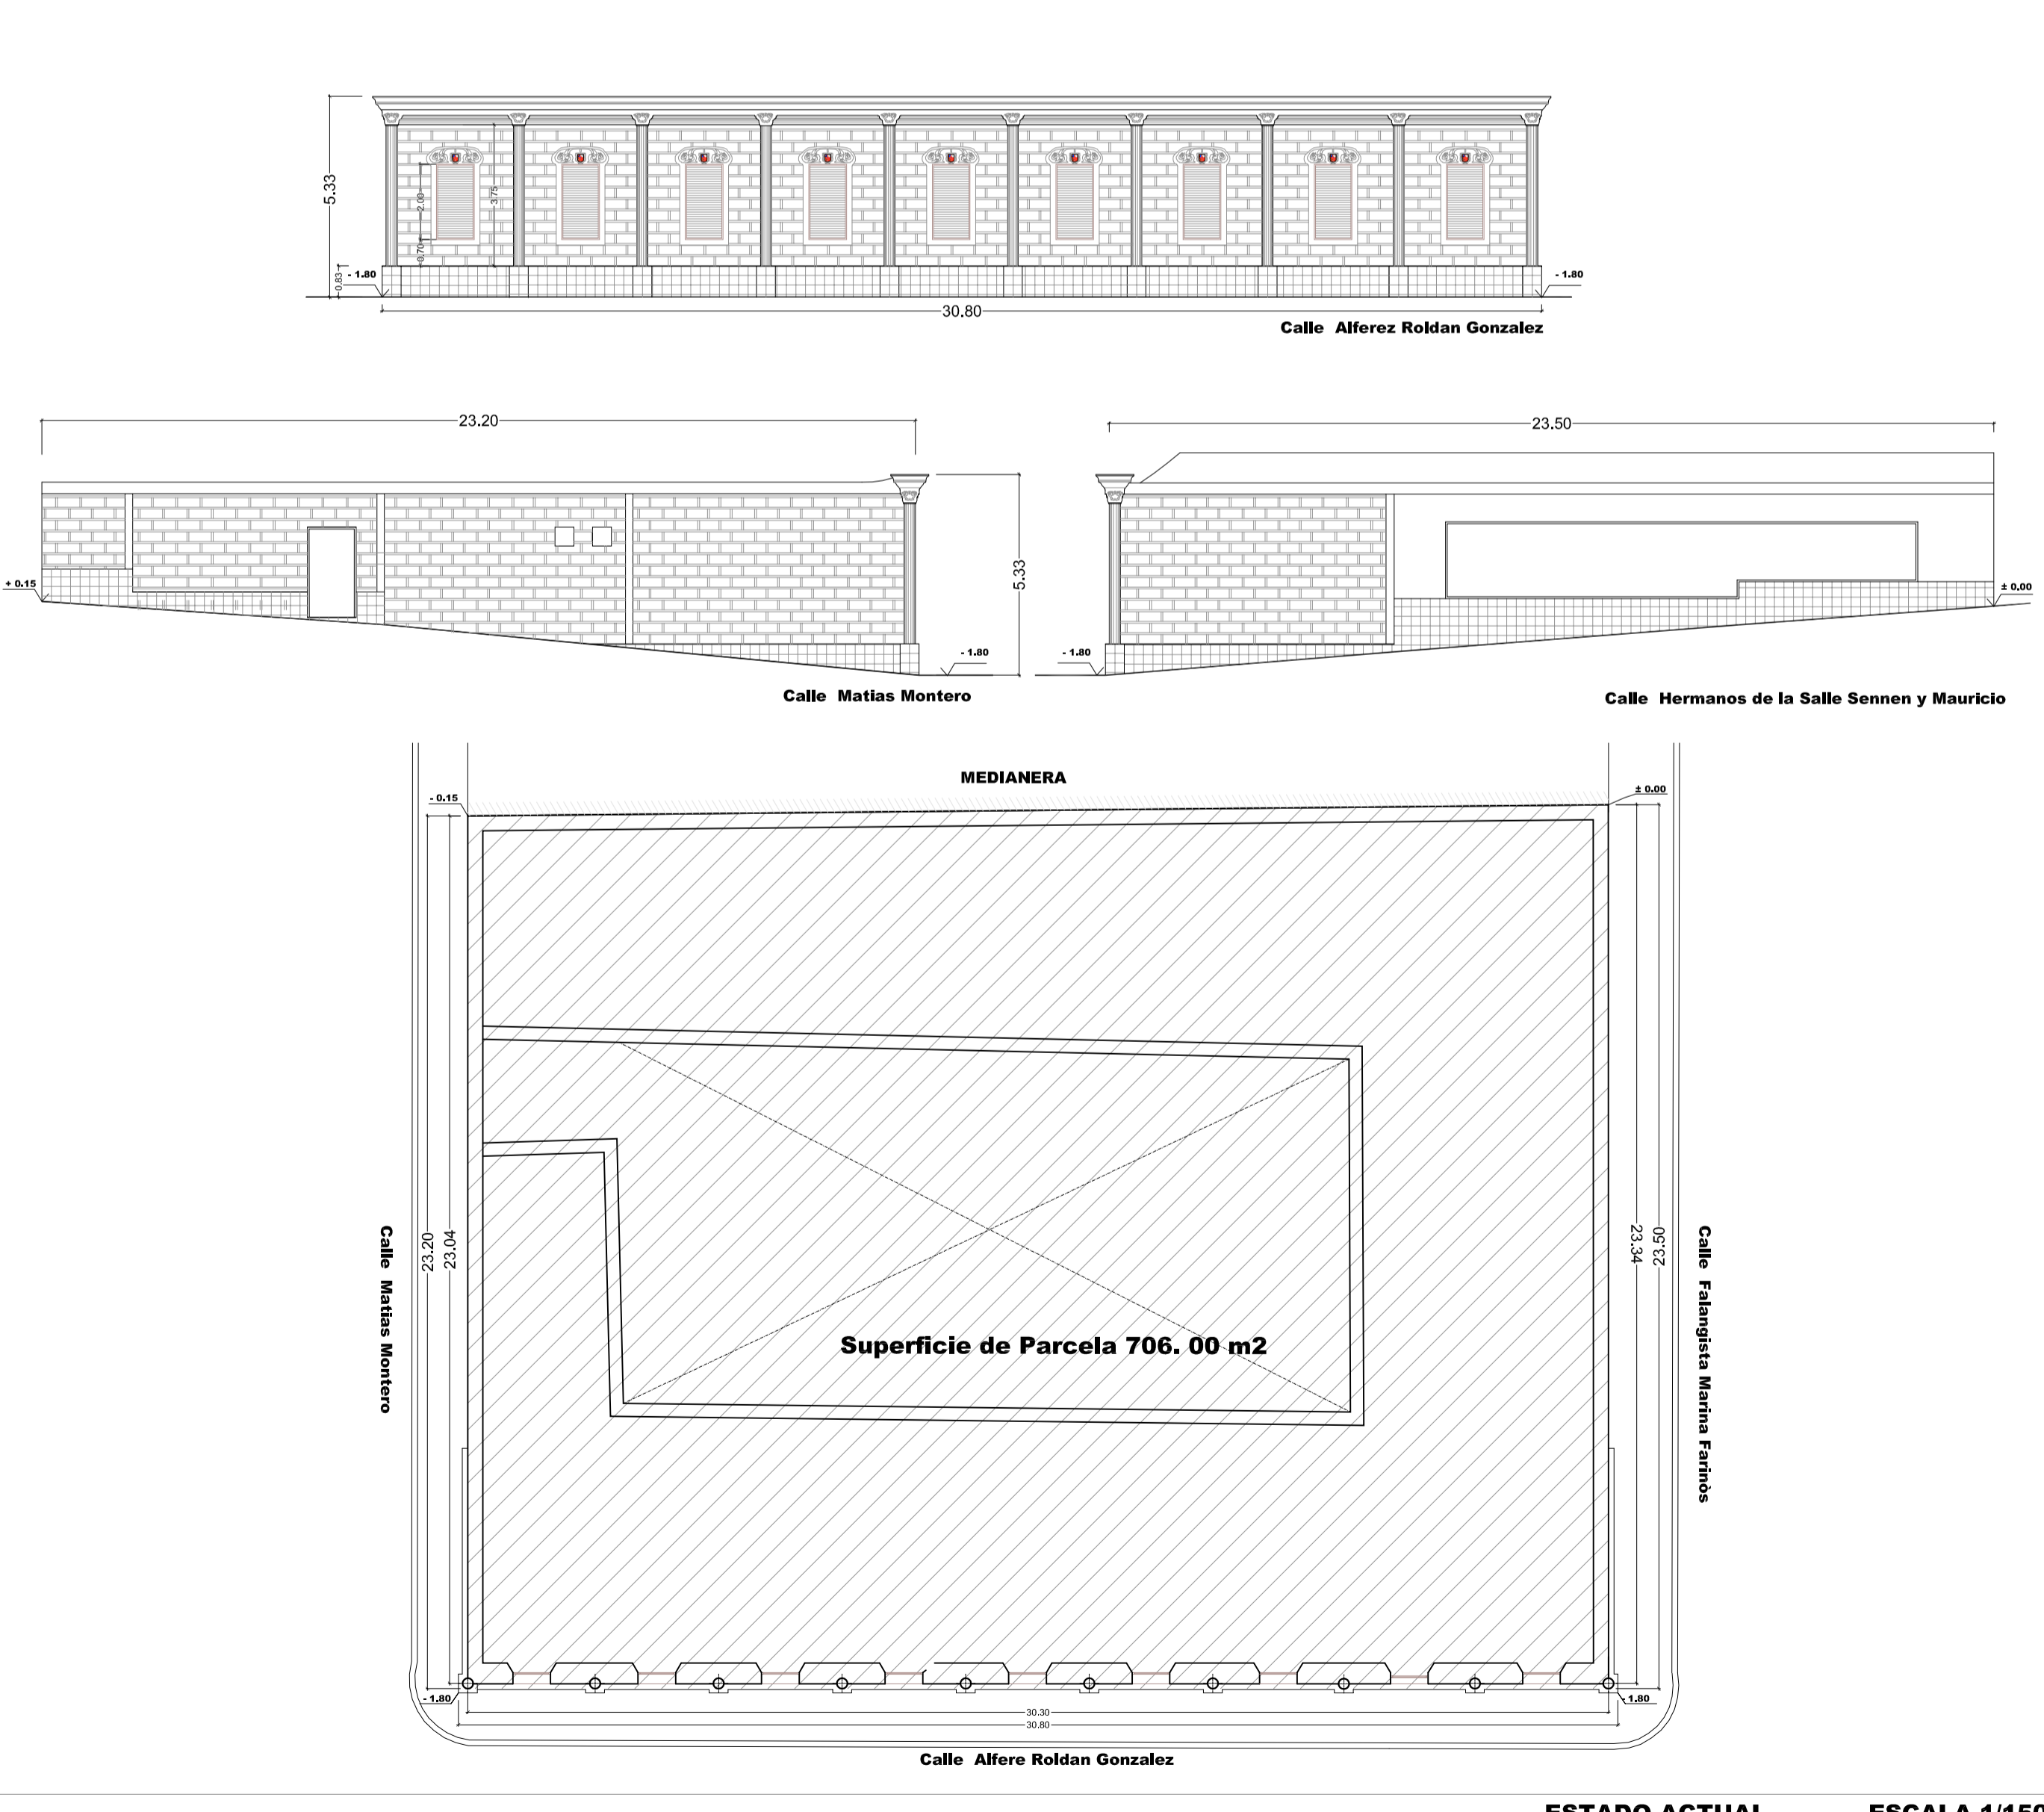 5.33
2.00
0.70
3.75
0.83
- 1.80
- 1.80
30.80
Calle Alferez Roldan Gonzalez
23.20
23.50
+ 0.15
5.33
± 0.00
- 1.80
- 1.80
Calle Matias Montero
Calle Hermanos de la Salle Sennen y Mauricio
MEDIANERA
- 0.15
± 0.00
Calle Matias Montero
23.20
23.04
23.34
23.50
Calle Falangista Marina Farinòs
Superficie de Parcela 706. 00 m2
- 1.80
- 1.80
30.30
30.80
Calle Alfere Roldan Gonzalez
ESTADO ACTUAL
ESCALA 1/150